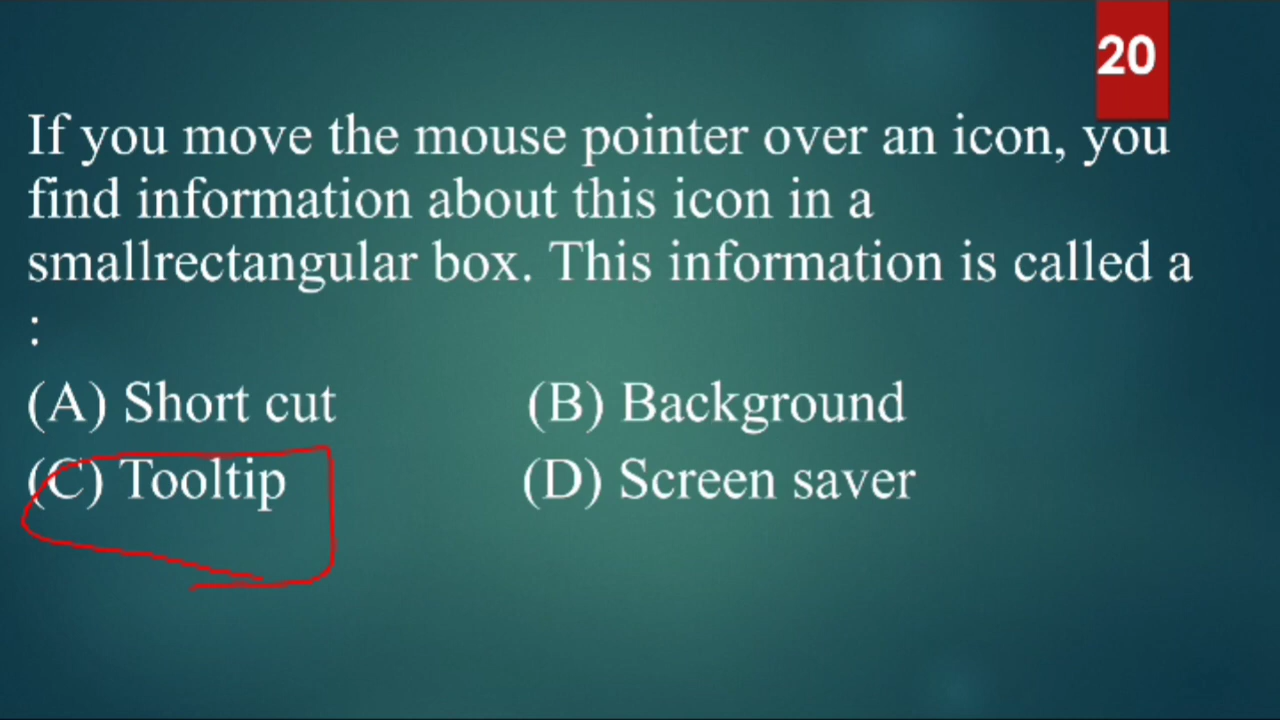 20
If you move the mouse pointer over an icon, you
find information about this icon in a
smallrectangular box. This information is called a
:
(A) Short cut (B) Background
(C) Tooltip (D) Screen saver